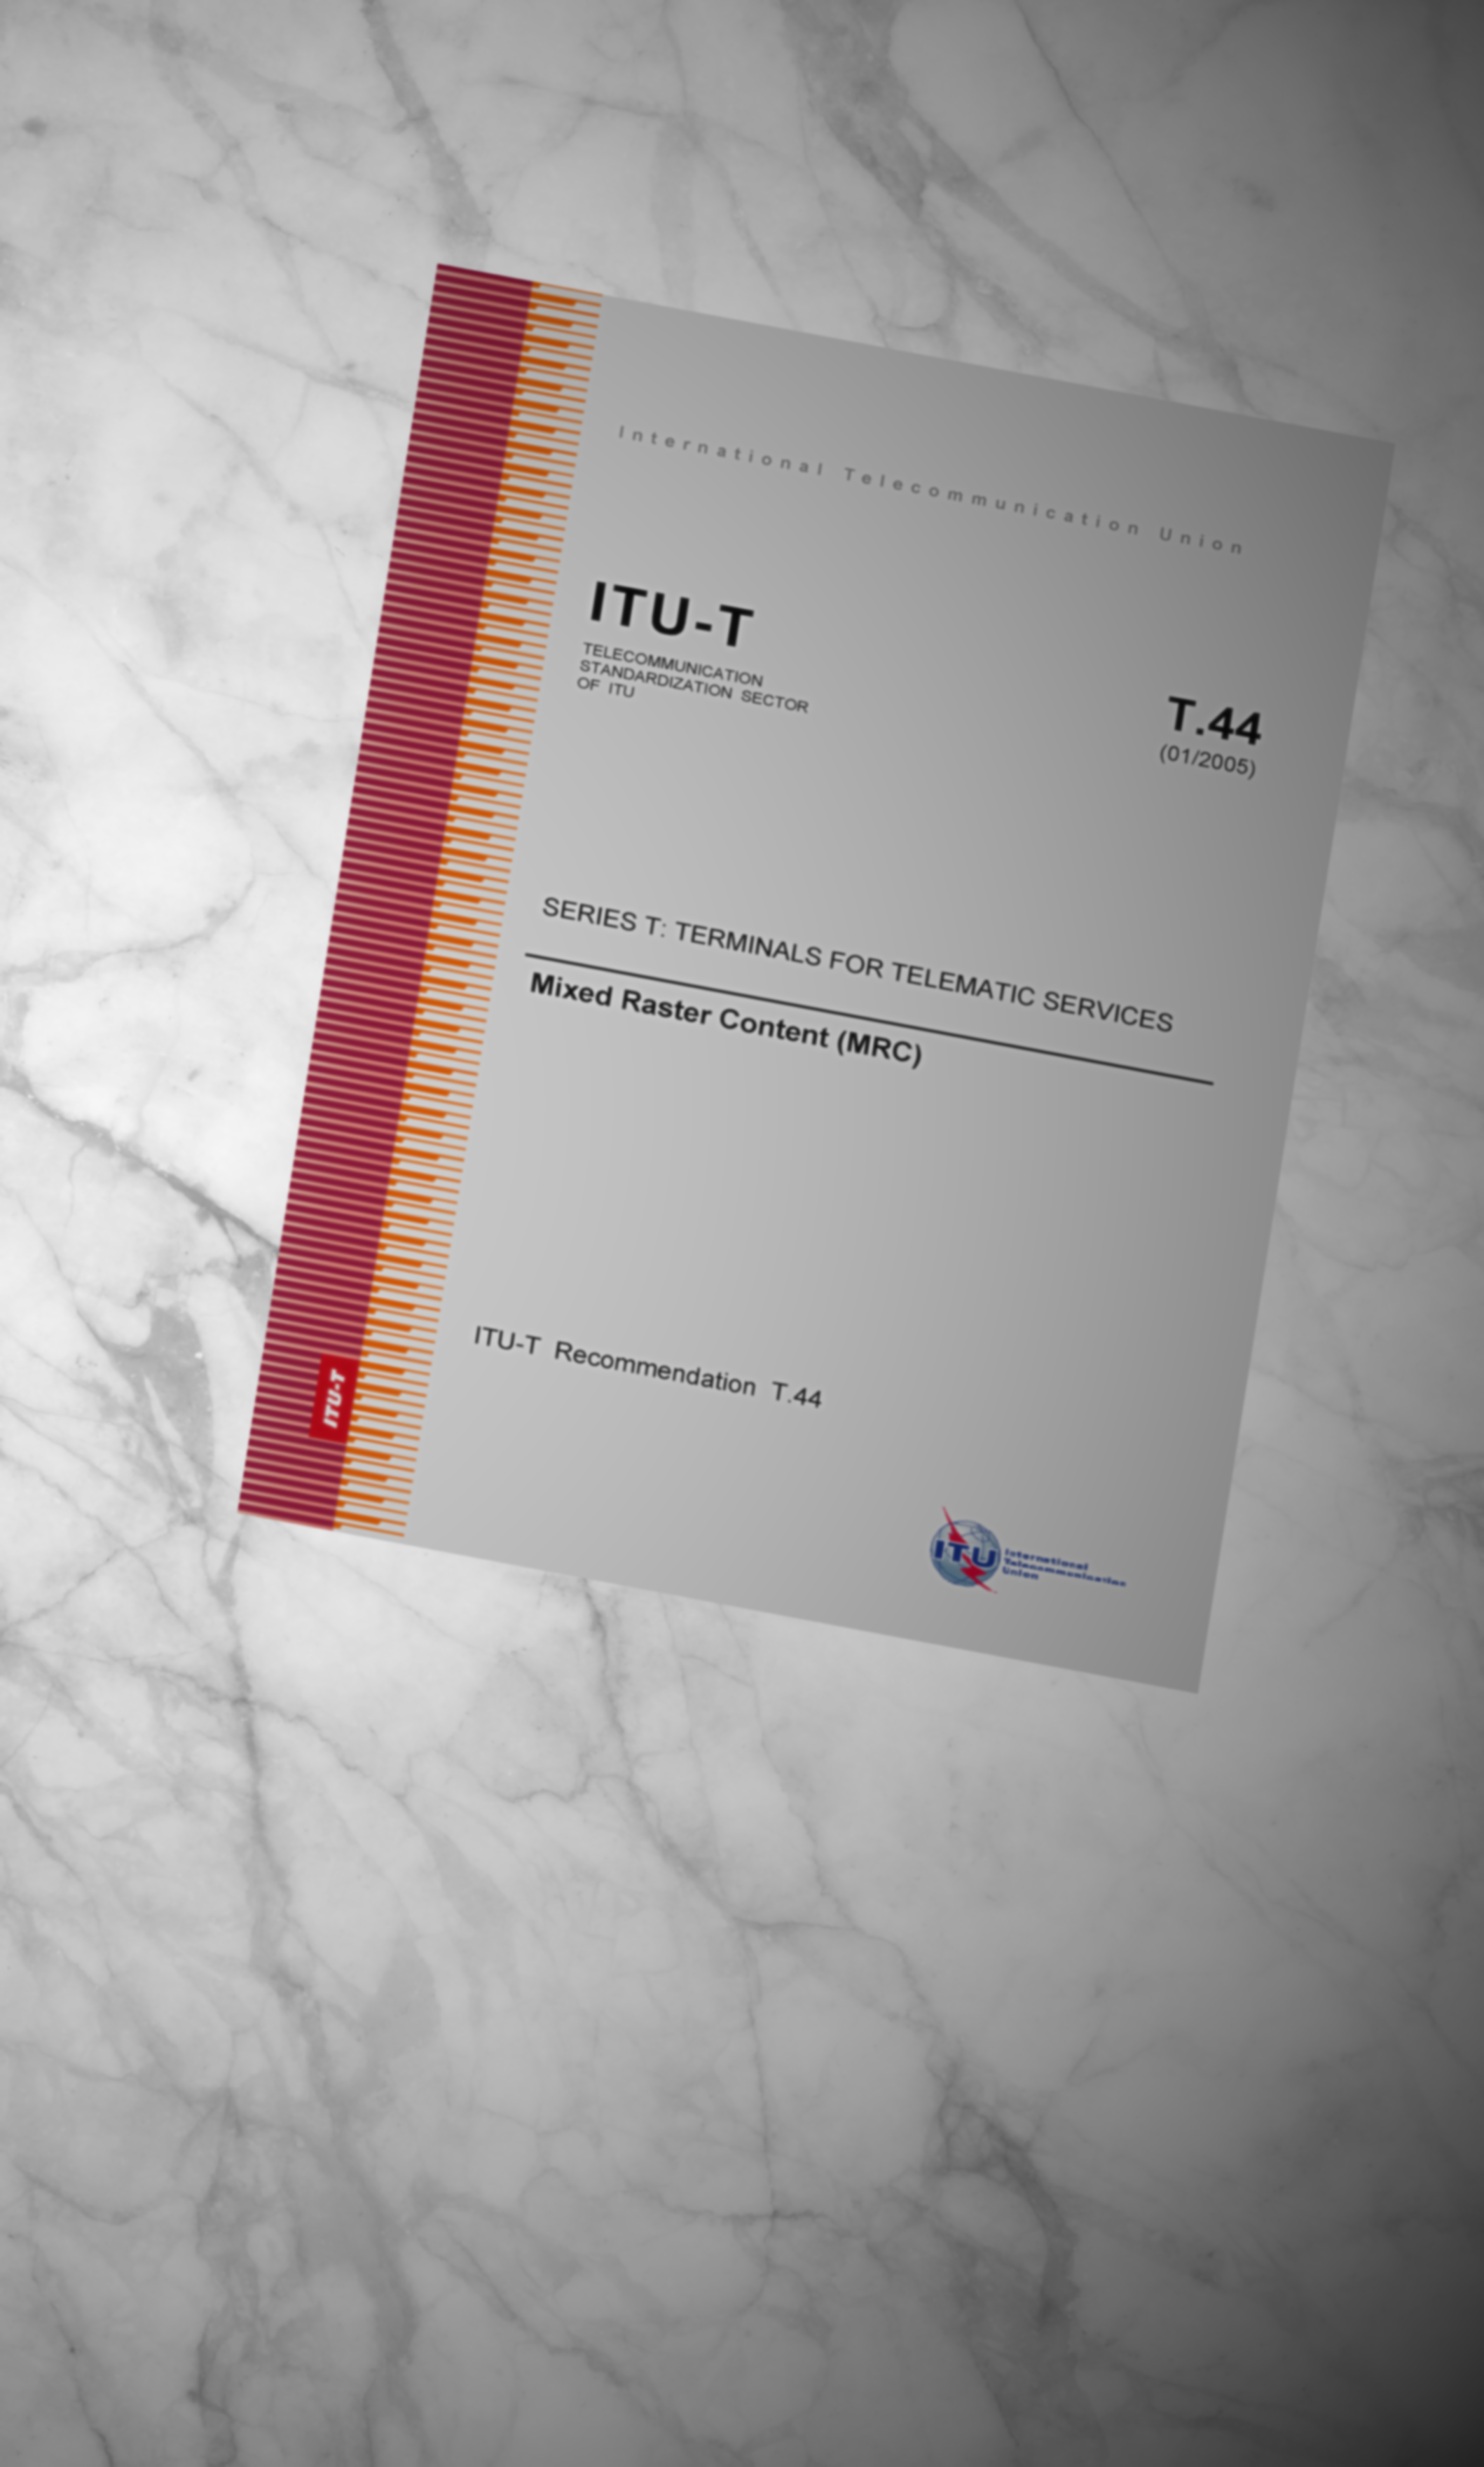 International Telecommunication Union
ITU-T
TELECOMMUNICATION
STANDARDIZATION SECTOR
OF ITU
T.44
(01/2005)
SERIES T: TERMINALS FOR TELEMATIC SERVICES
Mixed Raster Content (MRC)
ITU-T Recommendation T.44
ITU-T
ITU
International
Telecommunication
Union